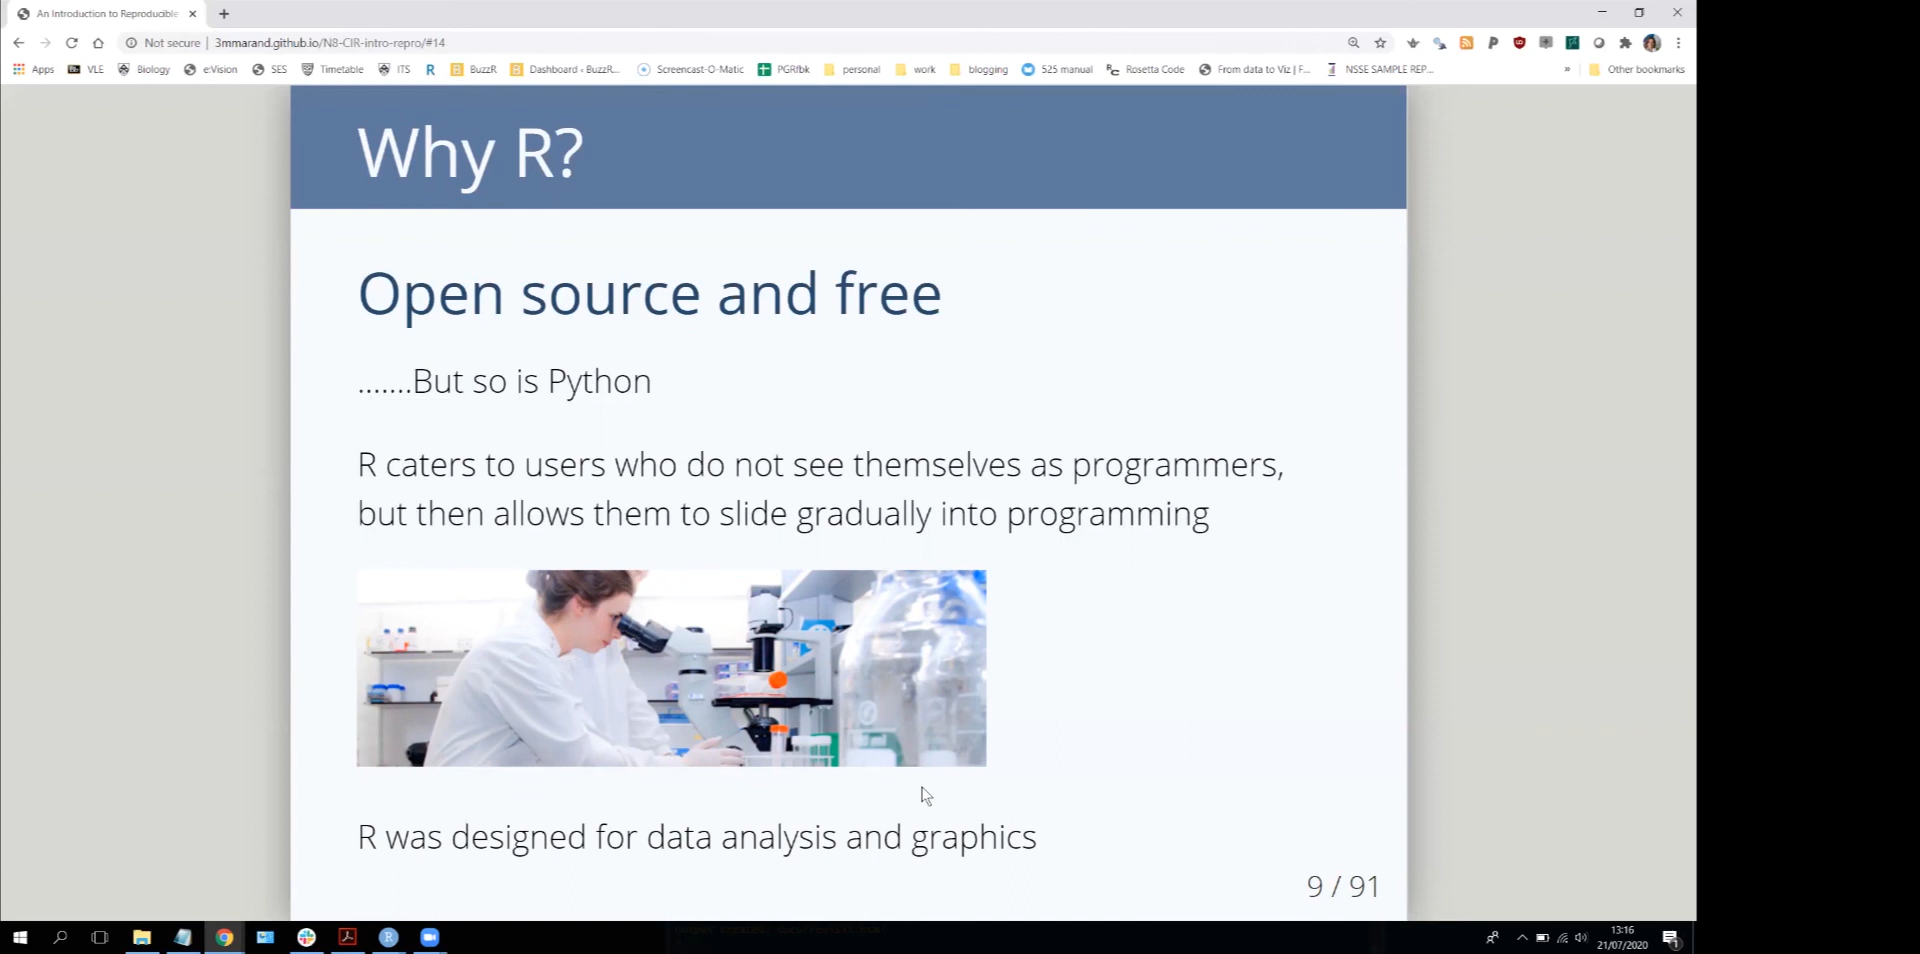 An Introduction to Reproducible
Not secure | 3mmarand.github.io/N8-CIR-intro-repro/#14
Apps VLE Biology e:Vision SES Timetable ITS BuzzR Dashboard ‹ BuzzR... Screencast-O-Matic PGRfbk personal work blogging 525 manual Rosetta Code From data to Viz | F... NSSE SAMPLE REP... » Other bookmarks
Why R?
Open source and free
.......But so is Python
R caters to users who do not see themselves as programmers,
but then allows them to slide gradually into programming
R was designed for data analysis and graphics
9 / 91
13:16
21/07/2020